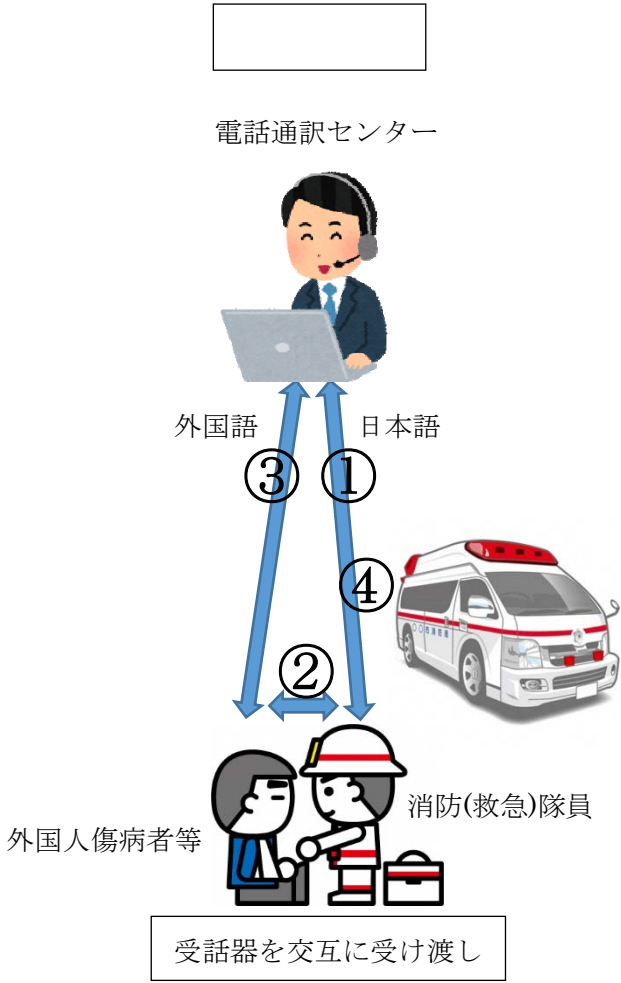 電話通訳センター
外国語
日本語
③
①
④
②
消防(救急)隊員
外国人傷病者等
受話器を交互に受け渡し